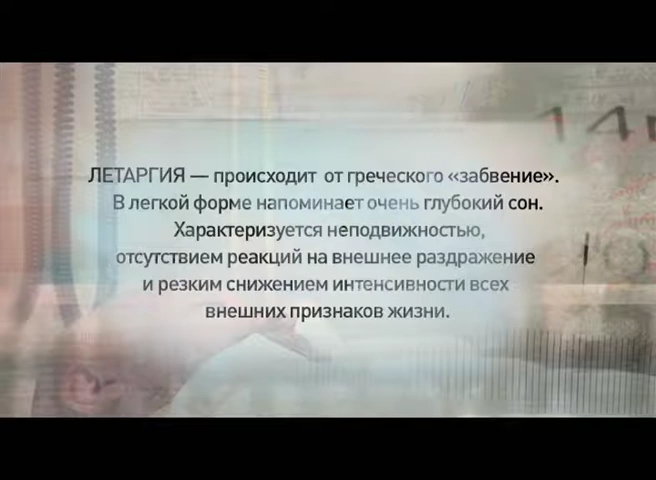 14
ЛЕТАРГИЯ — происходит от греческого «забвение».
В легкой форме напоминает очень глубокий сон.
Характеризуется неподвижностью,
отсутствием реакций на внешнее раздражение
и резким снижением интенсивности всех
внешних признаков жизни.